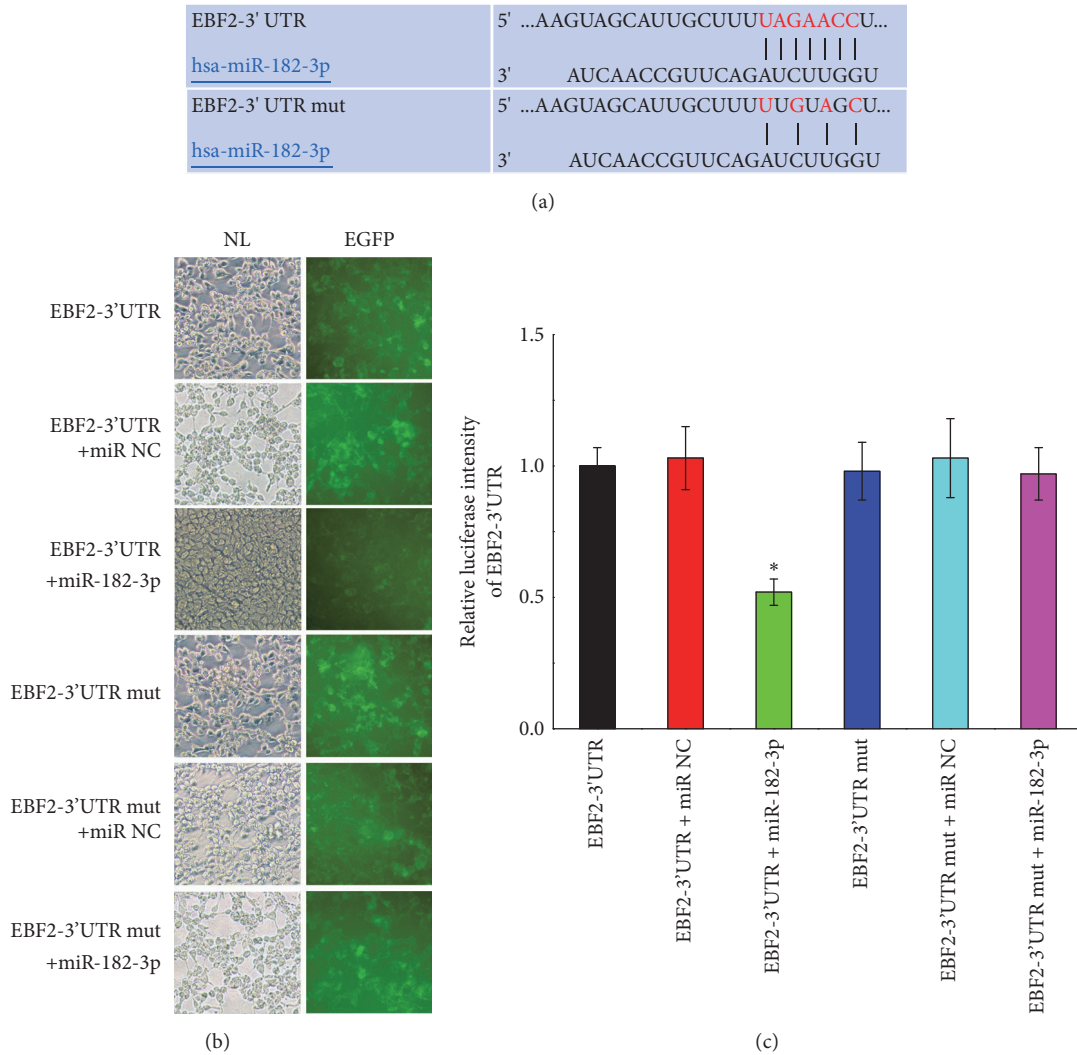 EBF2-3' UTR
5' ...AAGUAGCAUUGCUUUUAGAACCU...
hsa-miR-182-3p
3' AUCAACCGUUCAGAUCUUGGU
EBF2-3' UTR mut
5' ...AAGUAGCAUUGCUUUUUGUAGCU...
hsa-miR-182-3p
3' AUCAACCGUUCAGAUCUUGGU
(a)
NL
EGFP
EBF2-3'UTR
EBF2-3'UTR
+miR NC
EBF2-3'UTR
+miR-182-3p
EBF2-3'UTR mut
EBF2-3'UTR mut
+miR NC
EBF2-3'UTR mut
+miR-182-3p
(b)
Relative luciferase intensity
of EBF2-3'UTR
1.5
1.0
0.5
0.0
*
EBF2-3'UTR
EBF2-3'UTR + miR NC
EBF2-3'UTR + miR-182-3p
EBF2-3'UTR mut
EBF2-3'UTR mut + miR NC
EBF2-3'UTR mut + miR-182-3p
(c)